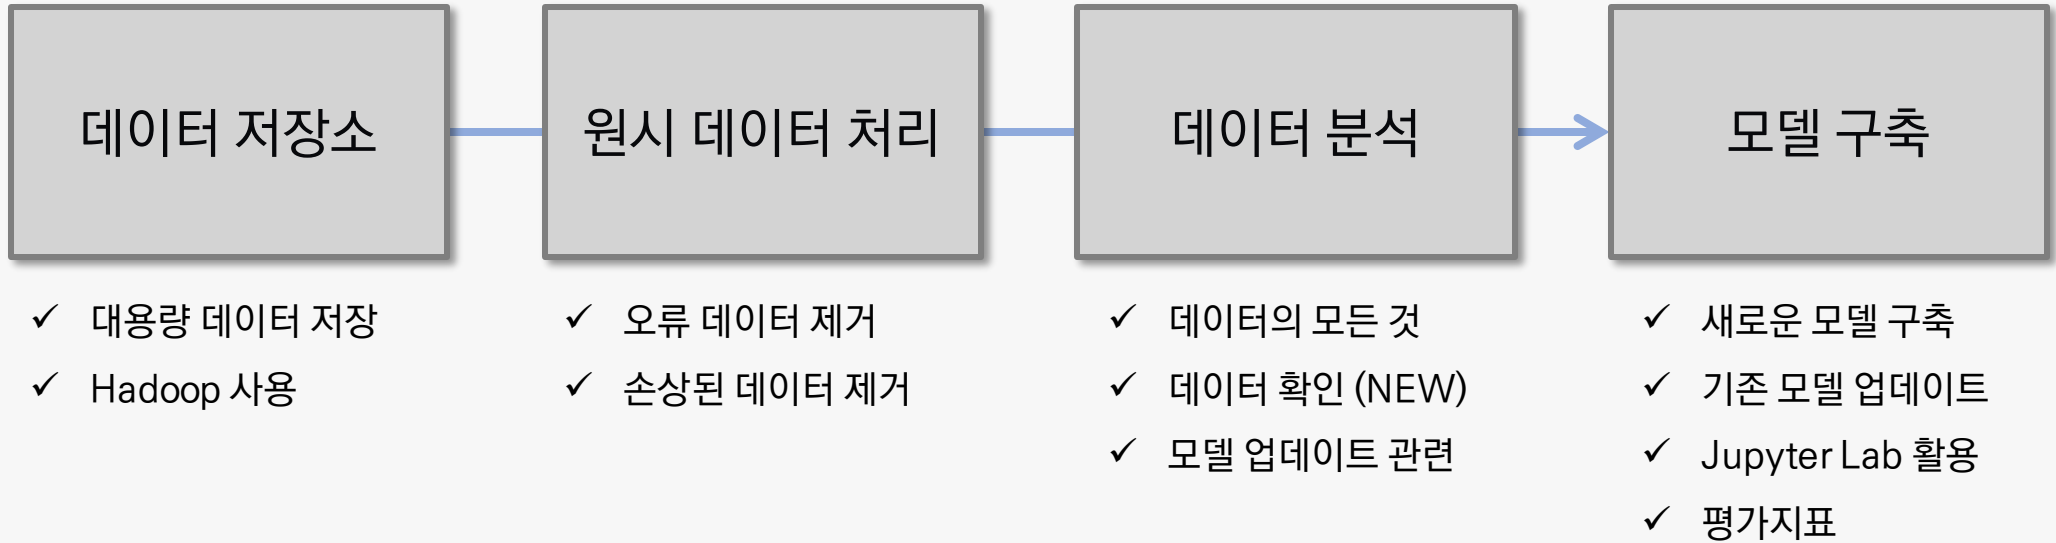 데이터 저장소
원시 데이터 처리
데이터 분석
모델 구축
✓ 대용량 데이터 저장
✓ Hadoop 사용
✓ 오류 데이터 제거
✓ 손상된 데이터 제거
✓ 데이터의 모든 것
✓ 데이터 확인 (NEW)
✓ 모델 업데이트 관련
✓ 새로운 모델 구축
✓ 기존 모델 업데이트
✓ Jupyter Lab 활용
✓ 평가지표